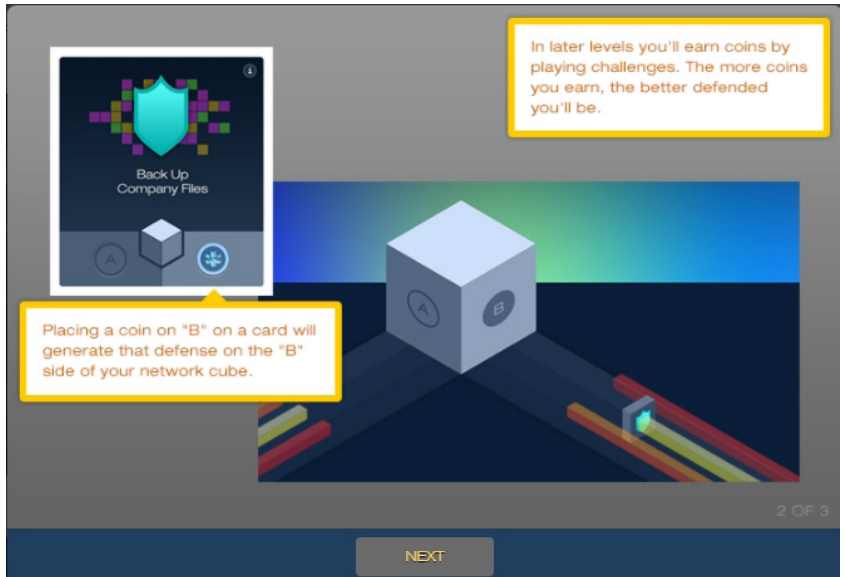 In later levels you'll earn coins by
playing challenges. The more coins
you earn, the better defended
you'll be.
i
Back Up
Company Files
A
Placing a coin on "B" on a card will
generate that defense on the "B"
side of your network cube.
A
B
2 OF 3
NEXT